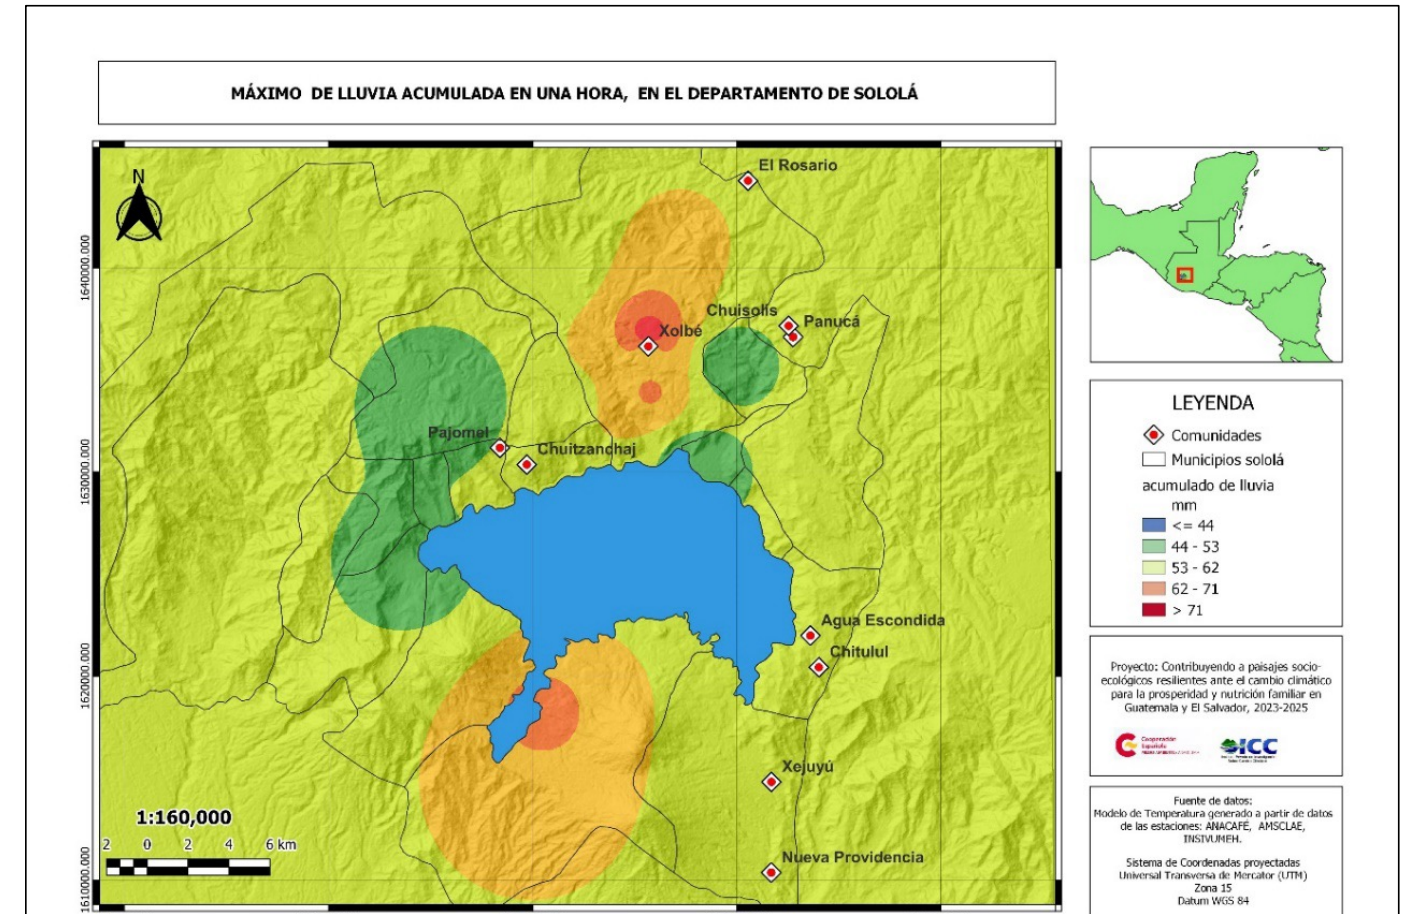 MÁXIMO DE LLUVIA ACUMULADA EN UNA HORA, EN EL DEPARTAMENTO DE SOLOLÁ
N
El Rosario
Chuisolís
Panucá
Xolbé
Pajomel
Chuitzanchaj
Agua Escondida
Chitulul
Xejuyú
Nueva Providencia
1640000.000
1630000.000
1620000.000
1610000.000
1:160,000
2 0 2 4 6 km
LEYENDA
Comunidades
Municipios sololá
acumulado de lluvia
mm
<= 44
44 - 53
53 - 62
62 - 71
> 71
Proyecto: Contribuyendo a paisajes socio-
ecológicos resilientes ante el cambio climático
para la prosperidad y nutrición familiar en
Guatemala y El Salvador, 2023-2025
Cooperación
Española
ICC
Fuente de datos:
Modelo de Temperatura generado a partir de datos
de las estaciones: ANACAFÉ, AMSCLAE,
INSIVUMEH.
Sistema de Coordenadas proyectadas
Universal Transversa de Mercator (UTM)
Zona 15
Datum WGS 84